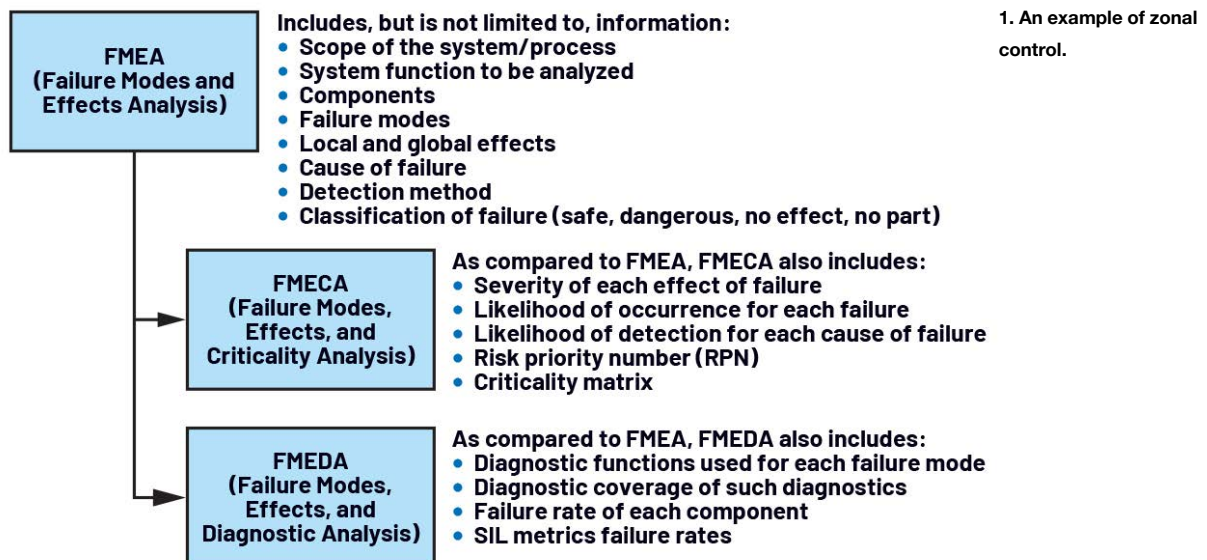 FMEA
(Failure Modes and
Effects Analysis)
Includes, but is not limited to, information:
• Scope of the system/process
• System function to be analyzed
• Components
• Failure modes
• Local and global effects
• Cause of failure
• Detection method
• Classification of failure (safe, dangerous, no effect, no part)
1. An example of zonal
control.
FMECA
(Failure Modes,
Effects, and
Criticality Analysis)
As compared to FMEA, FMECA also includes:
• Severity of each effect of failure
• Likelihood of occurrence for each failure
• Likelihood of detection for each cause of failure
• Risk priority number (RPN)
• Criticality matrix
FMEDA
(Failure Modes,
Effects, and
Diagnostic Analysis)
As compared to FMEA, FMEDA also includes:
• Diagnostic functions used for each failure mode
• Diagnostic coverage of such diagnostics
• Failure rate of each component
• SIL metrics failure rates